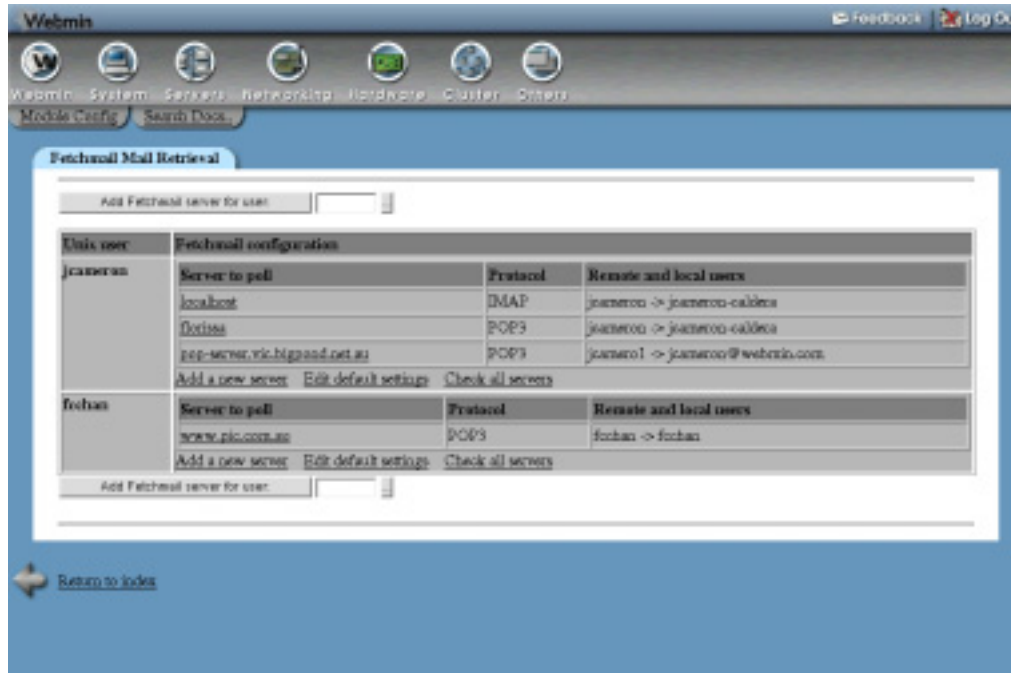 Webmin
Feedback Log Ou
Webmin System Servers Networking Hardware Cluster Others
Module Config Search Docs..
Fetchmail Mail Retrieval
Add Fetchmail server for user:
Unix user Fetchmail configuration
jcameron Server to poll Protocol Remote and local users
localhost IMAP jcameron -> jcameron-caldera
florissa POP3 jcameron -> jcameron-caldera
pop-server.vic.bigpond.net.au POP3 jcamero1 -> jcameron@webmin.com
Add a new server Edit default settings Check all servers
fcchan Server to poll Protocol Remote and local users
www.pic.com.au POP3 fcchan -> fcchan
Add a new server Edit default settings Check all servers
Add Fetchmail server for user:
Return to index